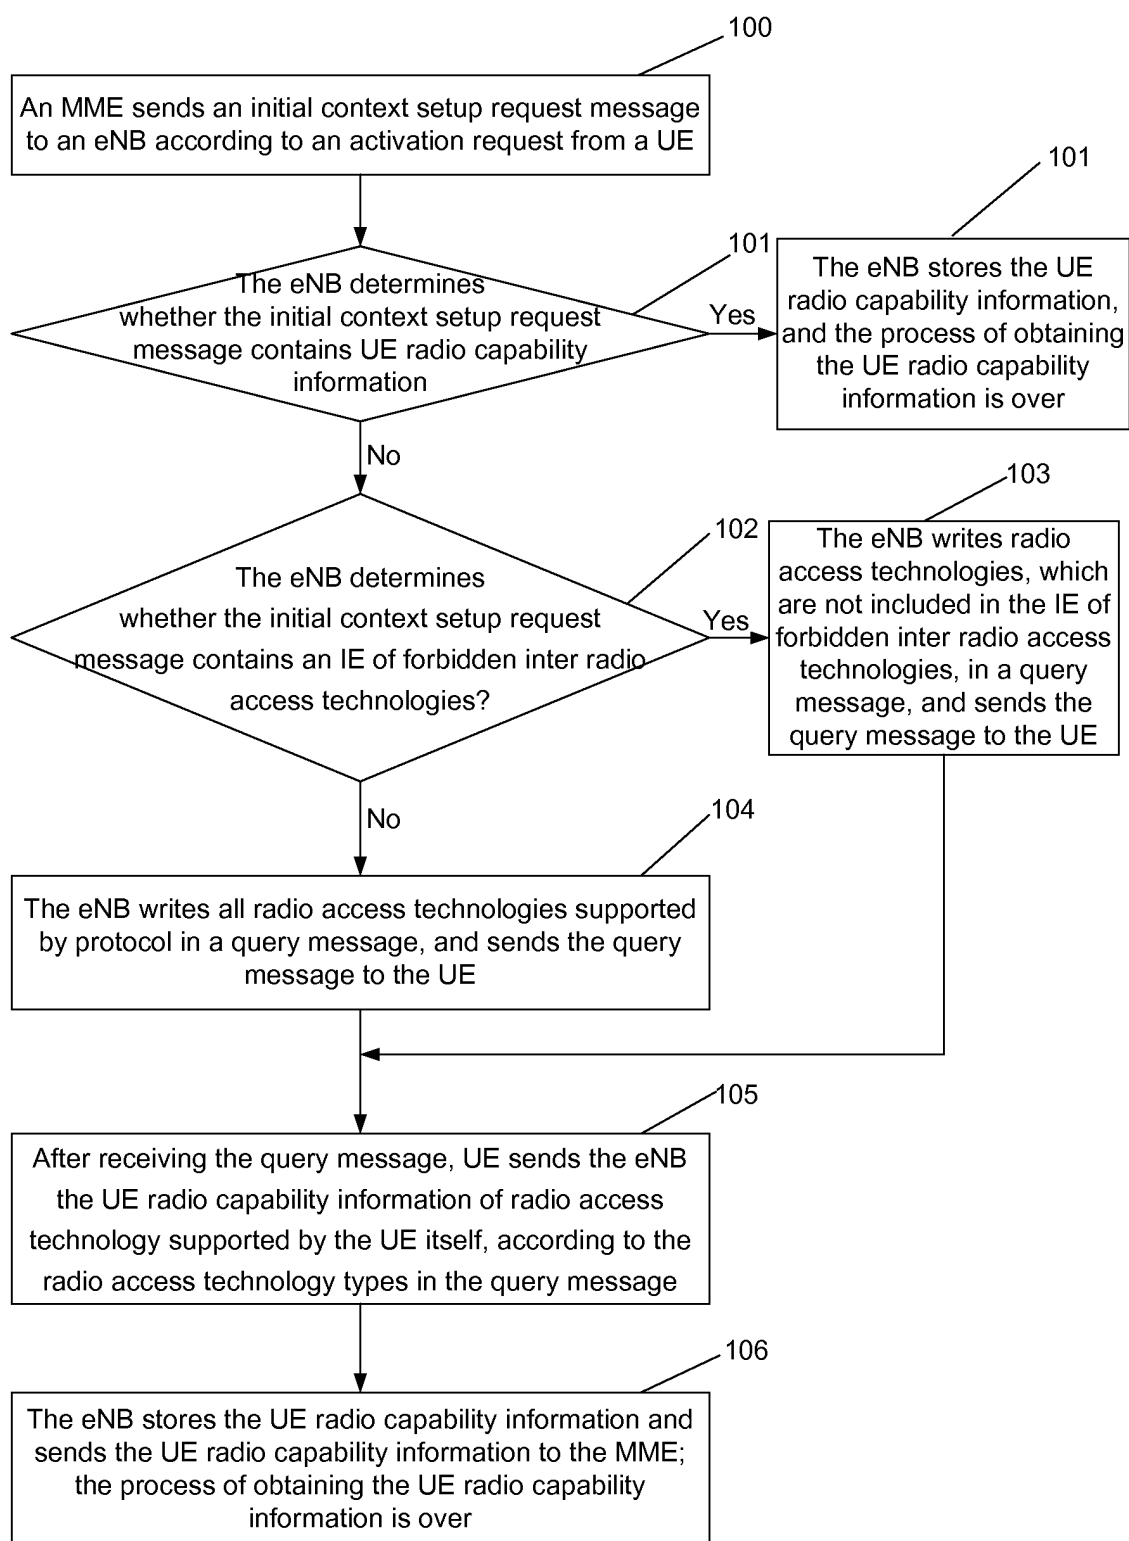 100
An MME sends an initial context setup request message
to an eNB according to an activation request from a UE
101
The eNB determines
whether the initial context setup request
message contains UE radio capability
information
Yes
101
The eNB stores the UE
radio capability information,
and the process of obtaining
the UE radio capability
information is over
No
102
The eNB determines
whether the initial context setup request
message contains an IE of forbidden inter radio
access technologies?
Yes
103
The eNB writes radio
access technologies, which
are not included in the IE of
forbidden inter radio access
technologies, in a query
message, and sends the
query message to the UE
No
104
The eNB writes all radio access technologies supported
by protocol in a query message, and sends the query
message to the UE
105
After receiving the query message, UE sends the eNB
the UE radio capability information of radio access
technology supported by the UE itself, according to the
radio access technology types in the query message
106
The eNB stores the UE radio capability information and
sends the UE radio capability information to the MME;
the process of obtaining the UE radio capability
information is over